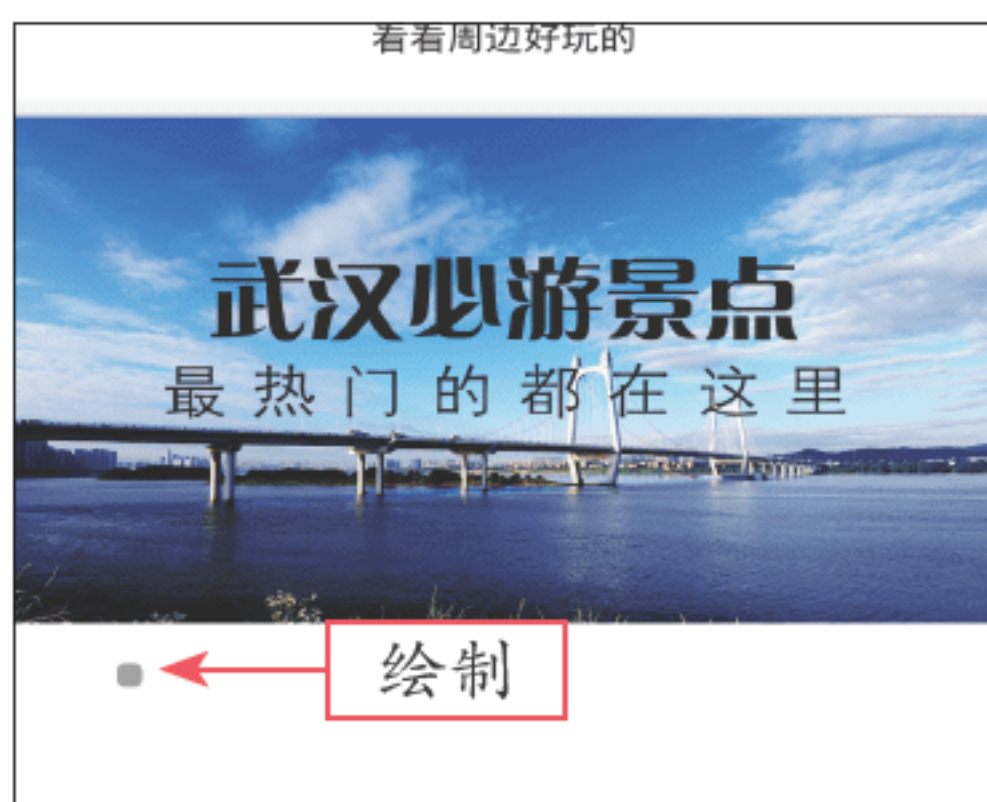 看看周边好玩的
武汉必游景点
最热门的都在这里
绘制